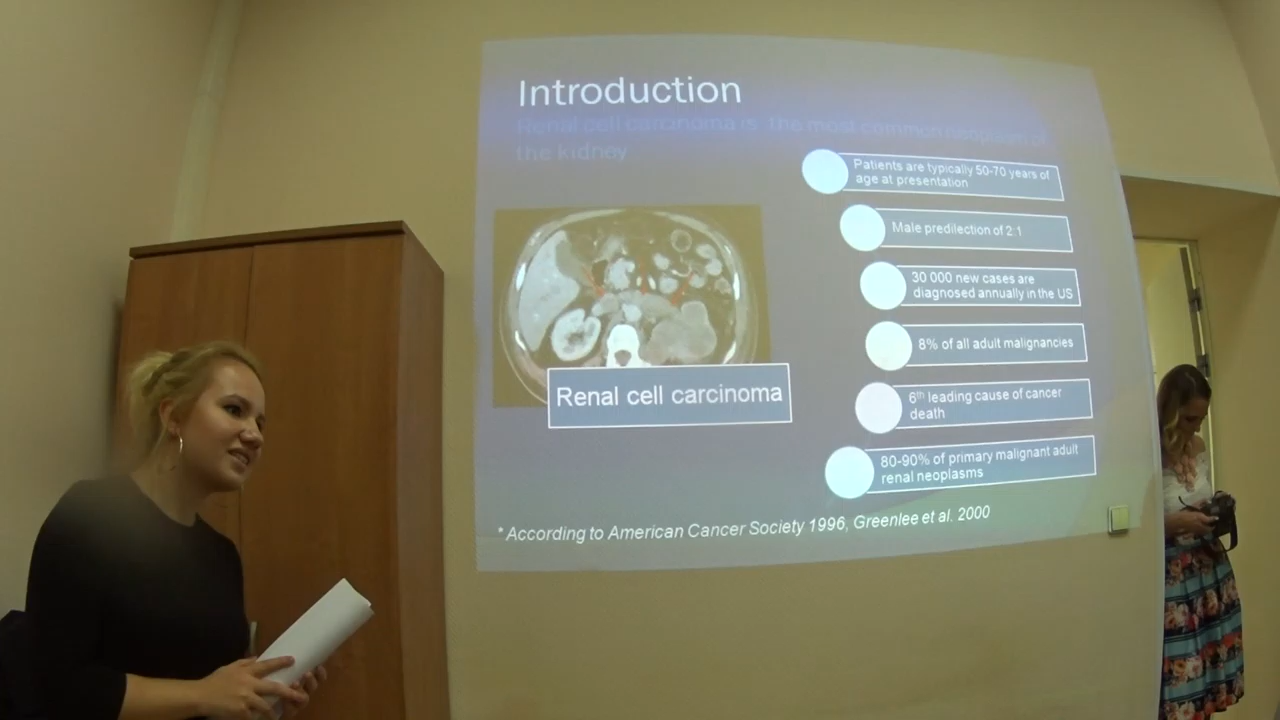 Introduction
Renal cell carcinoma is the most common neoplasm of
the kidney
Patients are typically 50-70 years of
age at presentation
Male predilection of 2:1
30 000 new cases are
diagnosed annually in the US
8% of all adult malignancies
6th leading cause of cancer
death
80-90% of primary malignant adult
renal neoplasms
Renal cell carcinoma
* According to American Cancer Society 1996, Greenlee et al. 2000